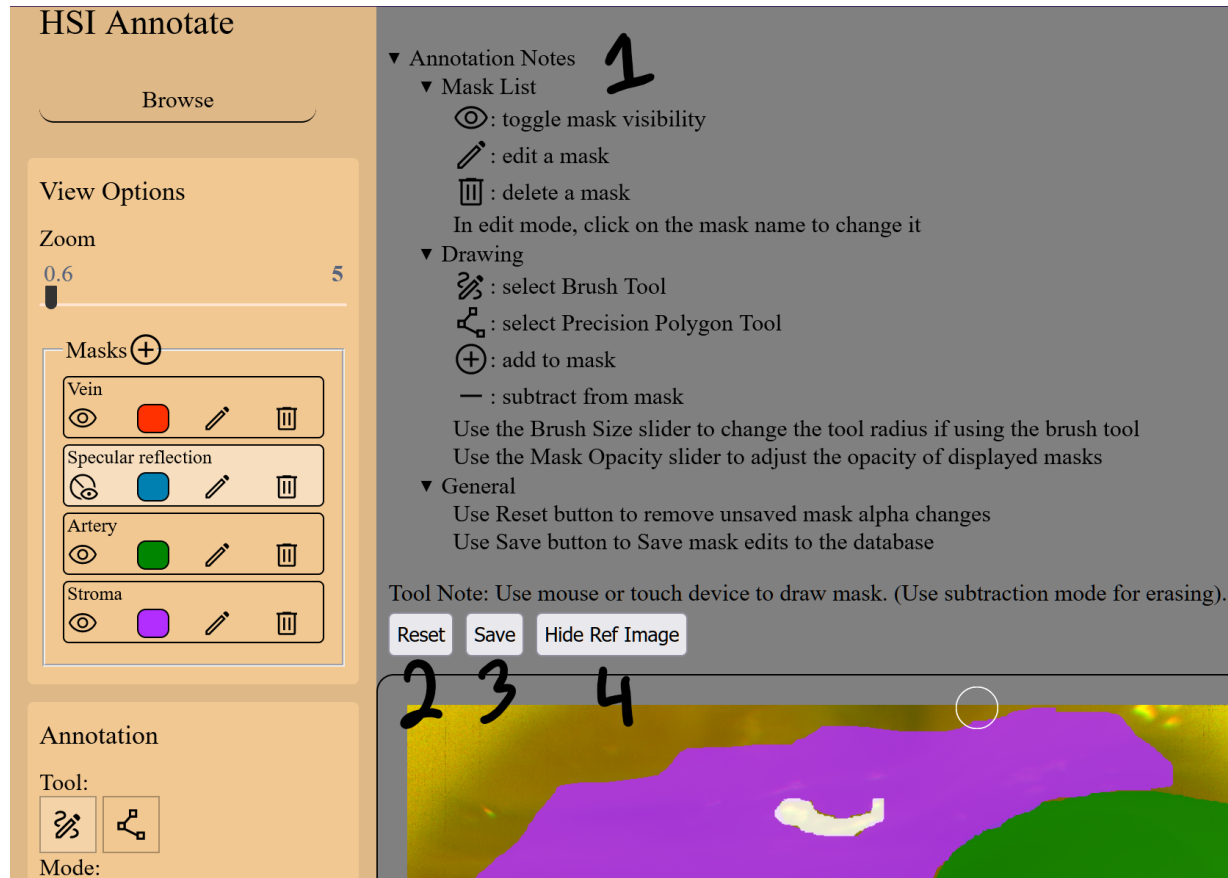 HSI Annotate
Browse
View Options
Zoom
0.6 5
Masks
Vein
Specular reflection
Artery
Stroma
Annotation
Tool:
Mode:
Annotation Notes 1
Mask List
: toggle mask visibility
: edit a mask
: delete a mask
In edit mode, click on the mask name to change it
Drawing
: select Brush Tool
: select Precision Polygon Tool
: add to mask
: subtract from mask
Use the Brush Size slider to change the tool radius if using the brush tool
Use the Mask Opacity slider to adjust the opacity of displayed masks
General
Use Reset button to remove unsaved mask alpha changes
Use Save button to Save mask edits to the database
Tool Note: Use mouse or touch device to draw mask. (Use subtraction mode for erasing).
Reset Save Hide Ref Image
2 3 4